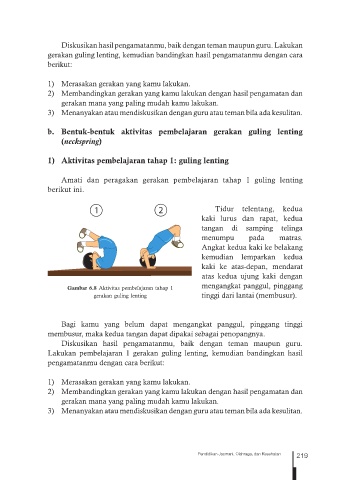 Diskusikan hasil pengamatanmu, baik dengan teman maupun guru. Lakukan
gerakan guling lenting, kemudian bandingkan hasil pengamatanmu dengan cara
berikut:
1) Merasakan gerakan yang kamu lakukan.
2) Membandingkan gerakan yang kamu lakukan dengan hasil pengamatan dan
gerakan mana yang paling mudah kamu lakukan.
3) Menanyakan atau mendiskusikan dengan guru atau teman bila ada kesulitan.
b. Bentuk-bentuk aktivitas pembelajaran gerakan guling lenting
(neckspring)
1) Aktivitas pembelajaran tahap 1: guling lenting
Amati dan peragakan gerakan pembelajaran tahap 1 guling lenting
berikut ini.
1 2
Gambar 6.8 Aktivitas pembelajaran tahap 1
gerakan guling lenting
Tidur telentang, kedua
kaki lurus dan rapat, kedua
tangan di samping telinga
menumpu pada matras.
Angkat kedua kaki ke belakang
kemudian lemparkan kedua
kaki ke atas-depan, mendarat
atas kedua ujung kaki dengan
mengangkat panggul, pinggang
tinggi dari lantai (membusur).
Bagi kamu yang belum dapat mengangkat panggul, pinggang tinggi
membusur, maka kedua tangan dapat dipakai sebagai penopangnya.
Diskusikan hasil pengamatanmu, baik dengan teman maupun guru.
Lakukan pembelajaran 1 gerakan guling lenting, kemudian bandingkan hasil
pengamatanmu dengan cara berikut:
1) Merasakan gerakan yang kamu lakukan.
2) Membandingkan gerakan yang kamu lakukan dengan hasil pengamatan dan
gerakan mana yang paling mudah kamu lakukan.
3) Menanyakan atau mendiskusikan dengan guru atau teman bila ada kesulitan.
Pendidikan Jasmani, Olahraga, dan Kesehatan 219